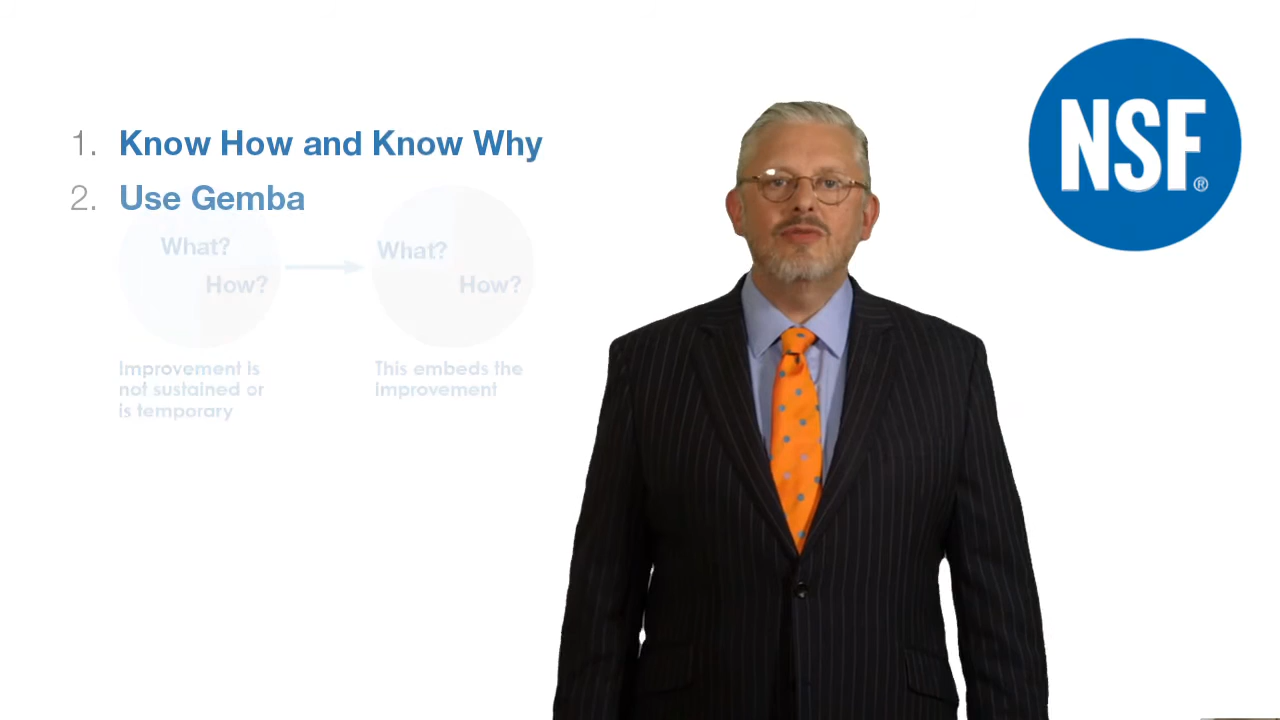 1. Know How and Know Why
2. Use Gemba
What?
How?
What?
How?
Improvement is
not sustained or
is temporary
This embeds the
improvement
NSF®